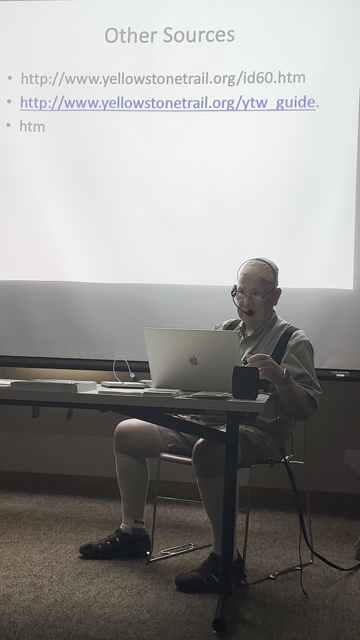 Other Sources
• http://www.yellowstonetrail.org/id60.htm
• http://www.yellowstonetrail.org/ytw_guide.
• htm